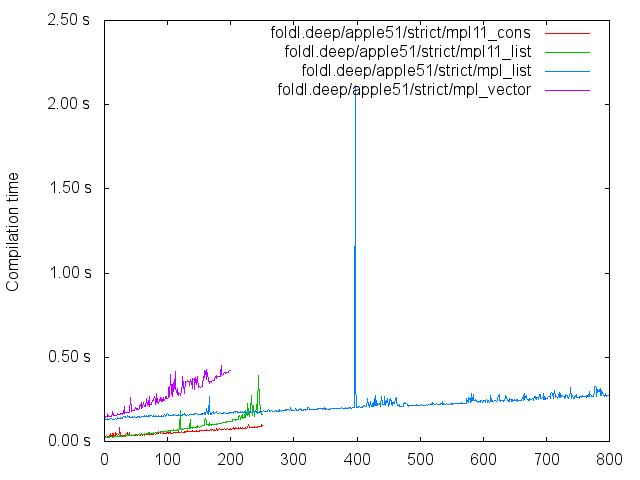 2.50 s
foldl.deep/apple51/strict/mpl11_cons
foldl.deep/apple51/strict/mpl11_list
foldl.deep/apple51/strict/mpl_list
foldl.deep/apple51/strict/mpl_vector
2.00 s
1.50 s
Compilation time
1.00 s
0.50 s
0.00 s
0 100 200 300 400 500 600 700 800